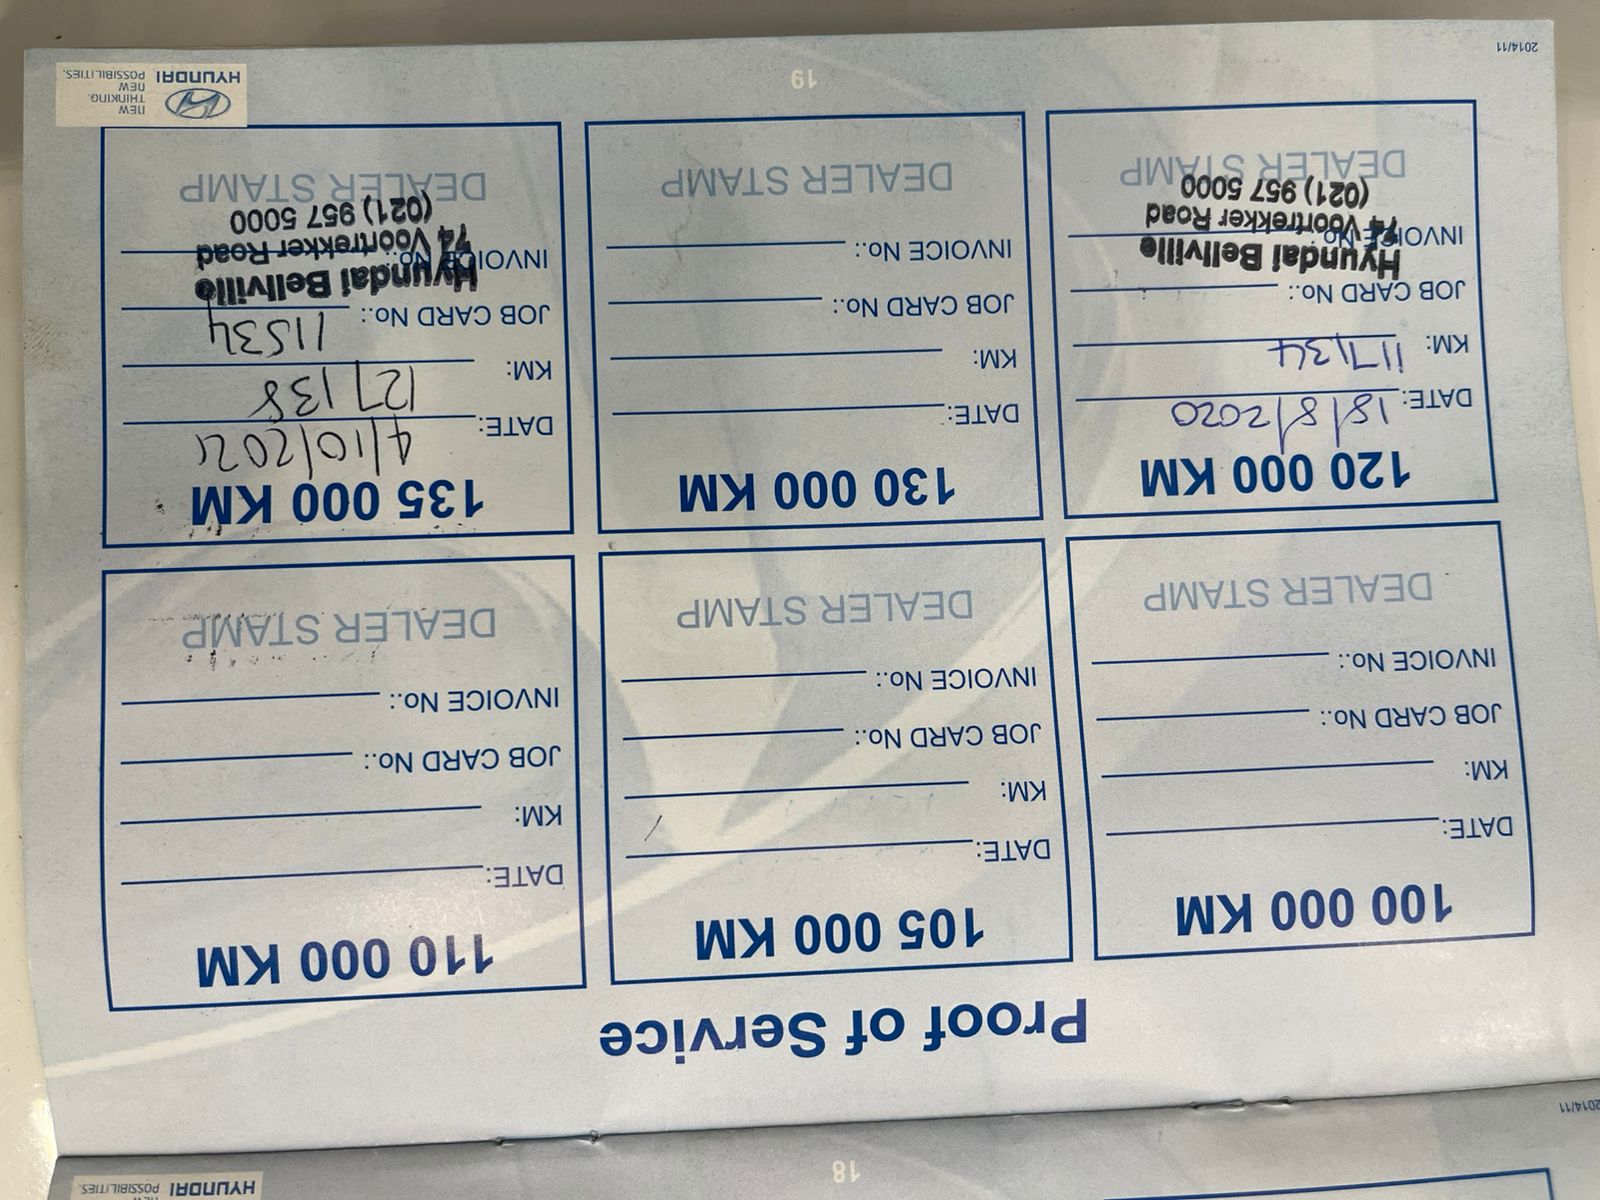 HYUNDAI
NEW
POSSIBILITIES.
18
2014/11
Proof of Service
100 000 KM
DATE:
KM:
JOB CARD No.:
INVOICE No.:
DEALER STAMP
105 000 KM
DATE:
KM:
JOB CARD No.:
INVOICE No.:
DEALER STAMP
110 000 KM
DATE:
KM:
JOB CARD No.:
INVOICE No.:
DEALER STAMP
120 000 KM
DATE: 18/8/2020
KM: 117134
JOB CARD No.:
INVOICE No.:
Hyundai Bellville
74 Voortrekker Road
(021) 957 5000
DEALER STAMP
130 000 KM
DATE:
KM:
JOB CARD No.:
INVOICE No.:
DEALER STAMP
135 000 KM
DATE: 4/10/2021
KM: 127138
JOB CARD No.: 11534
INVOICE No.:
Hyundai Bellville
74 Voortrekker Road
(021) 957 5000
DEALER STAMP
2014/11
19
HYUNDAI
NEW
THINKING.
NEW
POSSIBILITIES.